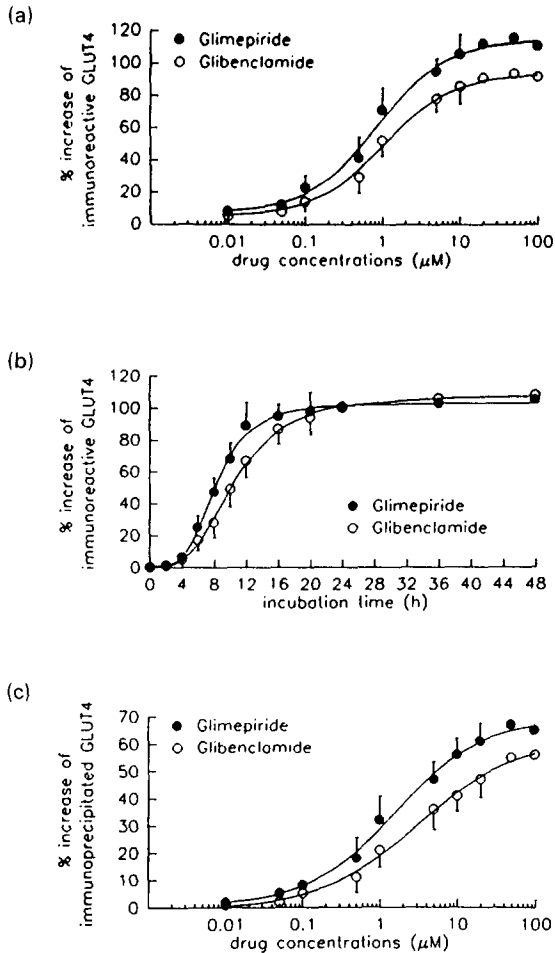 (a)
● Glimepiride
○ Glibenclamide
% increase of
immunoreactive GLUT4
120
100
80
60
40
20
0
0.01 0.1 1 10 100
drug concentrations (μM)
(b)
% increase of
immunoreactive GLUT4
120
100
80
60
40
20
0
● Glimepiride
○ Glibenclamide
0 4 8 12 16 20 24 28 32 36 40 44 48
incubation time (h)
(c)
● Glimepiride
○ Glibenclamide
% increase of
immunoprecipitated GLUT4
70
60
50
40
30
20
10
0
0.01 0.1 1 10 100
drug concentrations (μM)